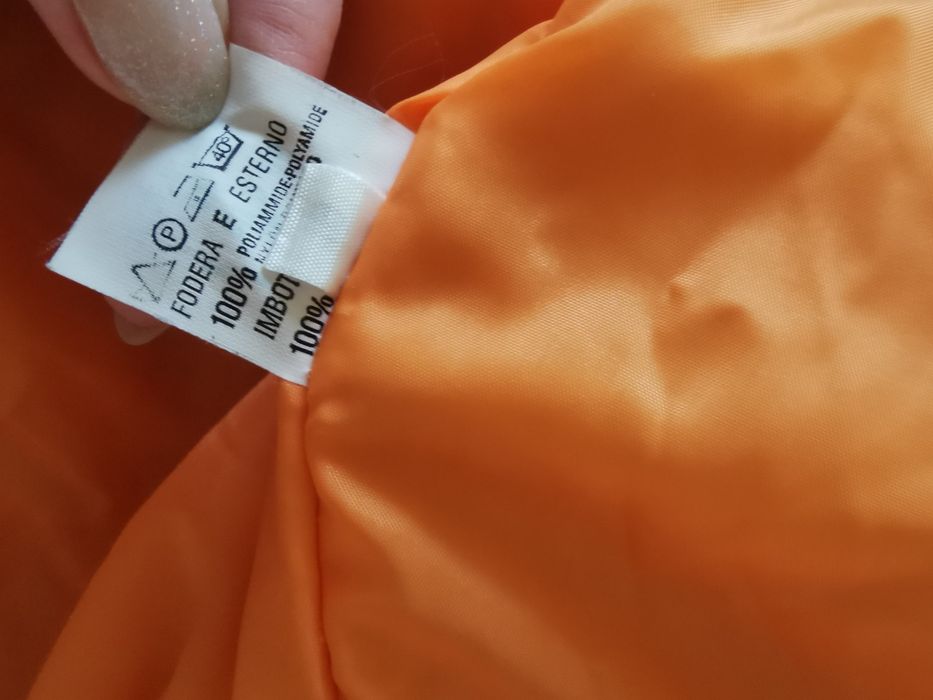 40°
P
FODERA E ESTERNO
100% POLIAMMIDE-POLYAMIDE
IMBOT
100%